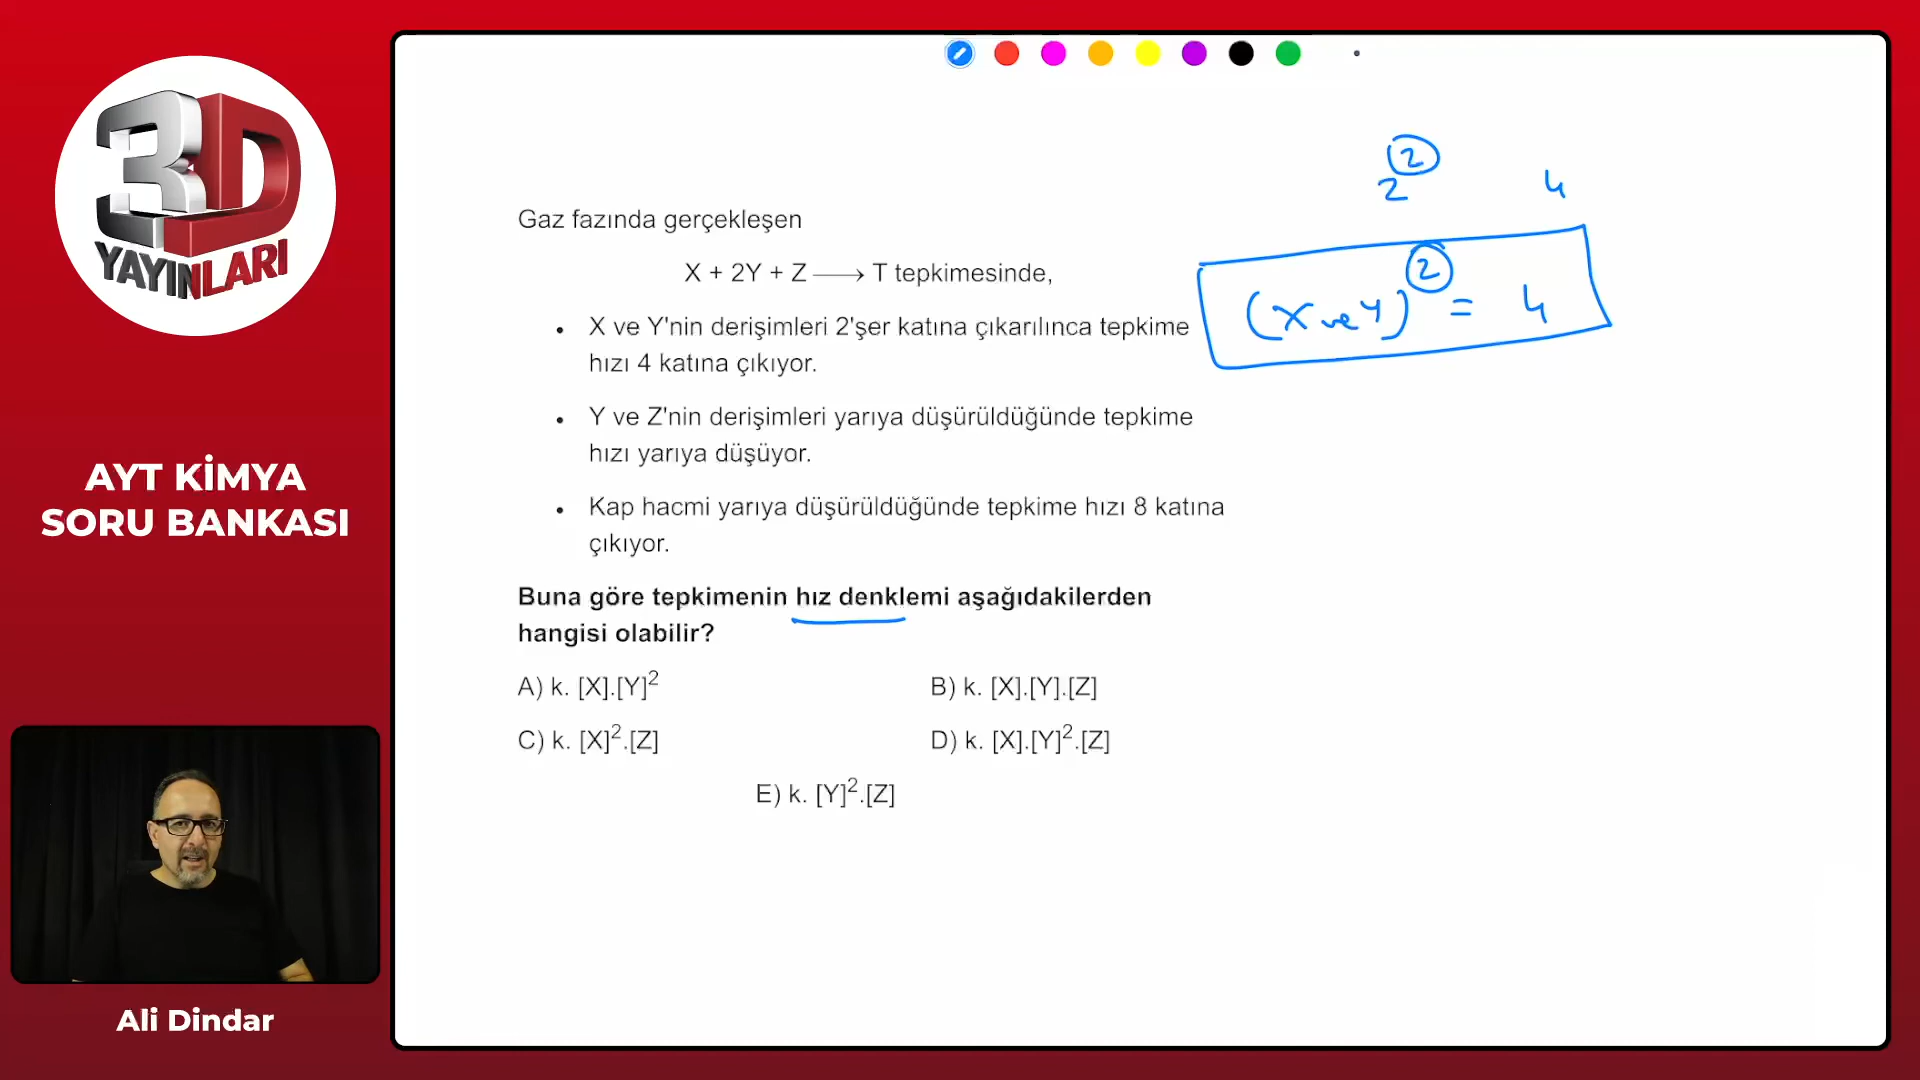 3D
YAYINLARI
AYT KİMYA
SORU BANKASI
Ali Dindar
Gaz fazında gerçekleşen
X + 2Y + Z ⟶ T tepkimesinde,
• X ve Y'nin derişimleri 2'şer katına çıkarılınca tepkime
hızı 4 katına çıkıyor.
• Y ve Z'nin derişimleri yarıya düşürüldüğünde tepkime
hızı yarıya düşüyor.
• Kap hacmi yarıya düşürüldüğünde tepkime hızı 8 katına
çıkıyor.
Buna göre tepkimenin hız denklemi aşağıdakilerden
hangisi olabilir?
A) k. [X].[Y]²
B) k. [X].[Y].[Z]
C) k. [X]².[Z]
D) k. [X].[Y]².[Z]
E) k. [Y]².[Z]
2² 4
(X ve Y)² = 4